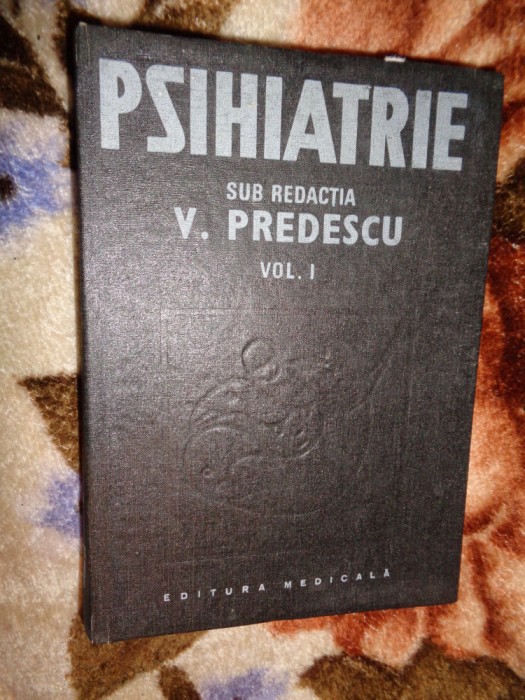 PSIHIATRIE
SUB REDACTIA
V. PREDESCU
VOL. I
EDITURA MEDICALĂ